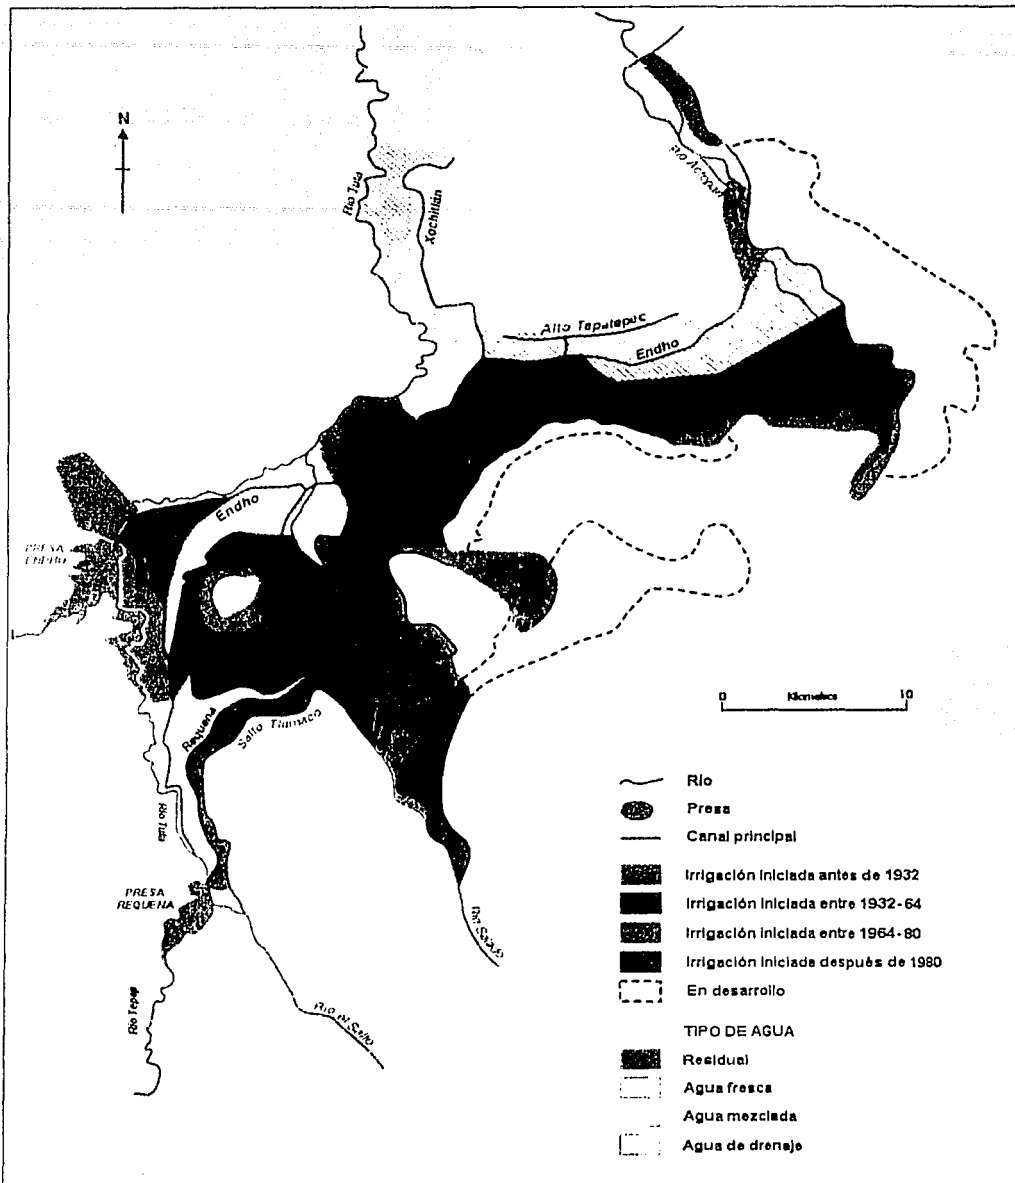 N
Río Tula
Xochitlán
Alto Tepatepec
Endho
Endho
PRESA
ENDHO
Requena
Salto Tlamaco
Río Tula
PRESA
REQUENA
Río Salado
Río Tepeji
Río el Salto
0 Kilometros 10
Río
Presa
Canal principal
Irrigación Iniciada antes de 1932
Irrigación Iniciada entre 1932-64
Irrigación Iniciada entre 1964-80
Irrigación Iniciada después de 1980
En desarrollo
TIPO DE AGUA
Residual
Agua fresca
Agua mezclada
Agua de drenaje